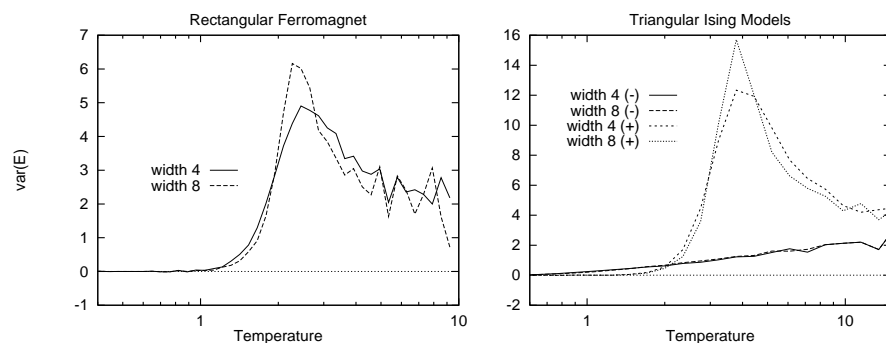 Rectangular Ferromagnet
var(E)
7
6
5
4
3
2
1
0
-1
width 4
width 8
1
10
Temperature
Triangular Ising Models
16
14
12
10
8
6
4
2
0
-2
width 4 (-)
width 8 (-)
width 4 (+)
width 8 (+)
1
10
Temperature